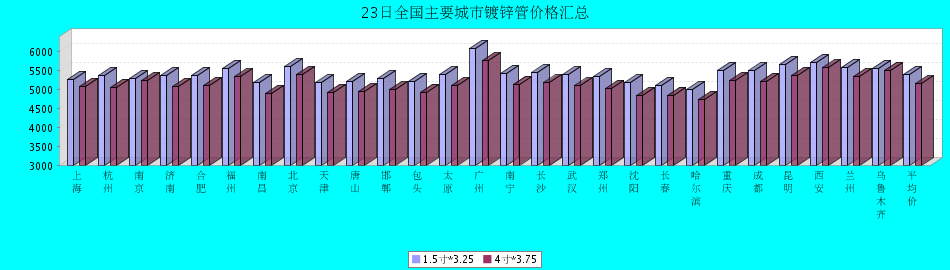 23日全国主要城市镀锌管价格汇总
6000
5500
5000
4500
4000
3500
3000
上海
杭州
南京
济南
合肥
福州
南昌
北京
天津
唐山
邯郸
包头
太原
广州
南宁
长沙
武汉
郑州
沈阳
长春
哈尔滨
重庆
成都
昆明
西安
兰州
乌鲁木齐
平均价
1.5寸*3.25
4寸*3.75